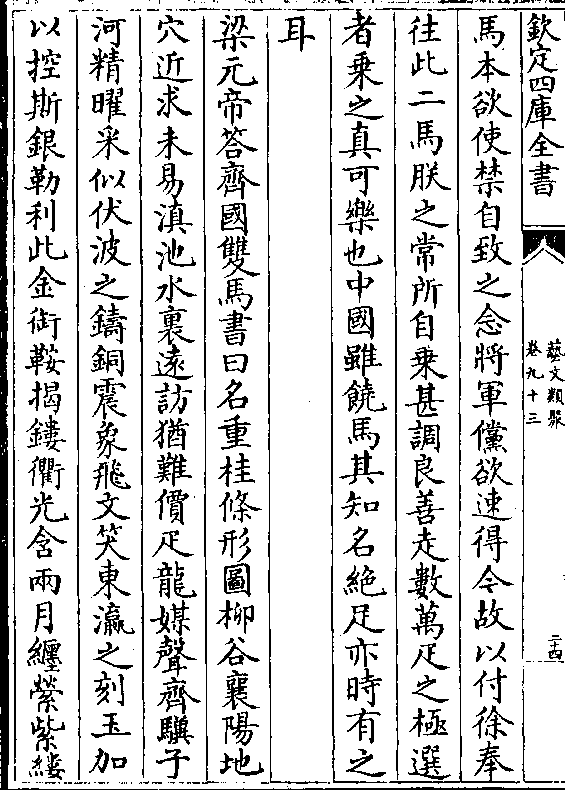 欽定四庫全書
藝文類聚
卷九十三
二十四
馬本欲使禁自致之念將軍儻欲速得今故以付徐奉
往此二馬朕之常所自乗甚調良善走數萬疋之極選
者乗之真可樂也中國雖饒馬其知名絶足亦時有之
耳
梁元帝荅齊國雙馬書曰名重桂條形圖柳谷襄陽地
穴近求未易滇池水裏遠訪猶難價疋龍媒聲齊驥子
河精曜采似伏波之鑄銅震象飛文笑東瀛之刻玉加
以控斯銀勒利此金銜鞍揭鏤衢光含兩月纒縈紫縷